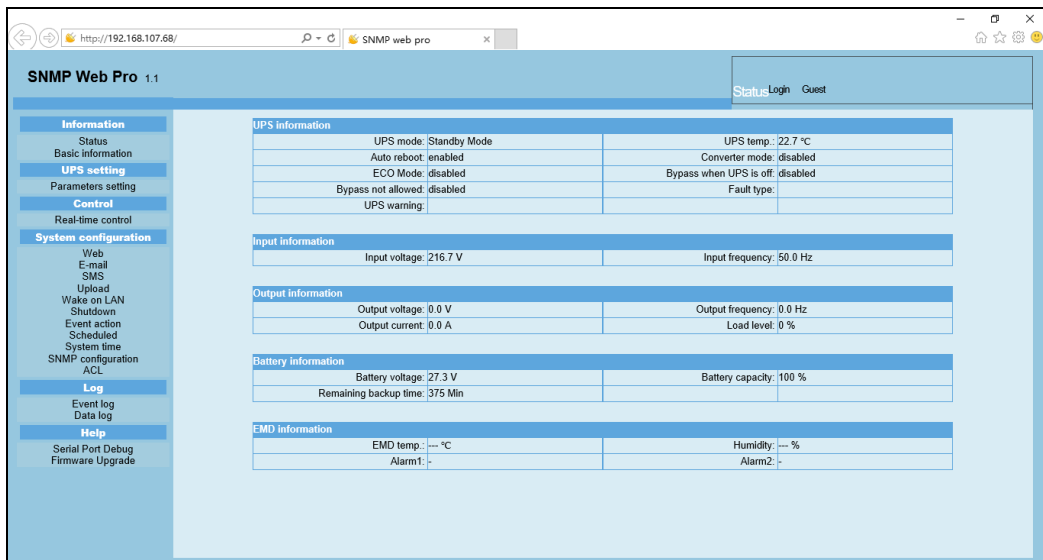 http://192.168.107.68/
SNMP web pro
SNMP Web Pro 1.1
Status Login Guest
Information
Status
Basic information
UPS setting
Parameters setting
Control
Real-time control
System configuration
Web
E-mail
SMS
Upload
Wake on LAN
Shutdown
Event action
Scheduled
System time
SNMP configuration
ACL
Log
Event log
Data log
Help
Serial Port Debug
Firmware Upgrade
UPS information
UPS mode: Standby Mode UPS temp.: 22.7 °C
Auto reboot: enabled Converter mode: disabled
ECO Mode: disabled Bypass when UPS is off: disabled
Bypass not allowed: disabled Fault type:
UPS warning:
Input information
Input voltage: 216.7 V Input frequency: 50.0 Hz
Output information
Output voltage: 0.0 V Output frequency: 0.0 Hz
Output current: 0.0 A Load level: 0 %
Battery information
Battery voltage: 27.3 V Battery capacity: 100 %
Remaining backup time: 375 Min
EMD information
EMD temp.: --- °C Humidity: --- %
Alarm1: - Alarm2: -